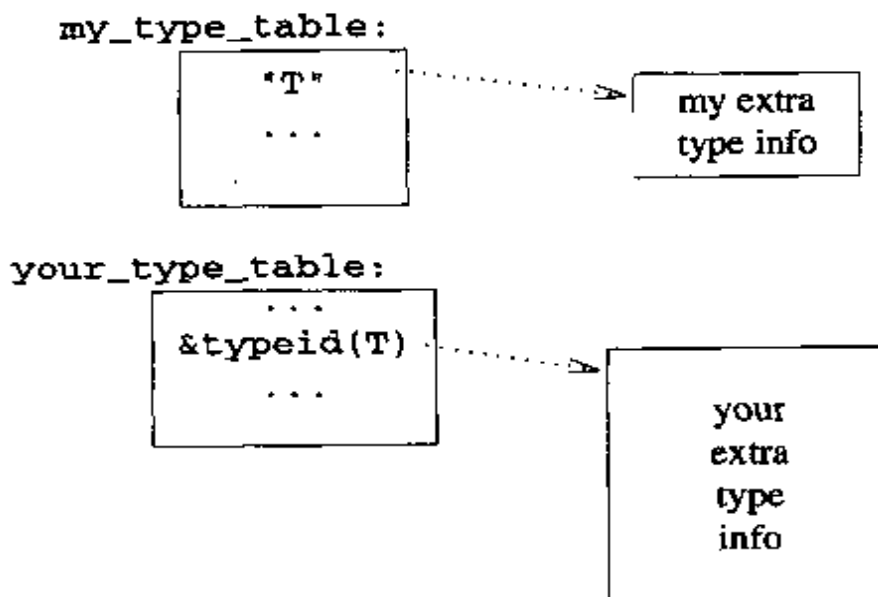 my_type_table:
"T"
. . .
my extra
type info
your_type_table:
. . .
&typeid(T)
. . .
your
extra
type
info